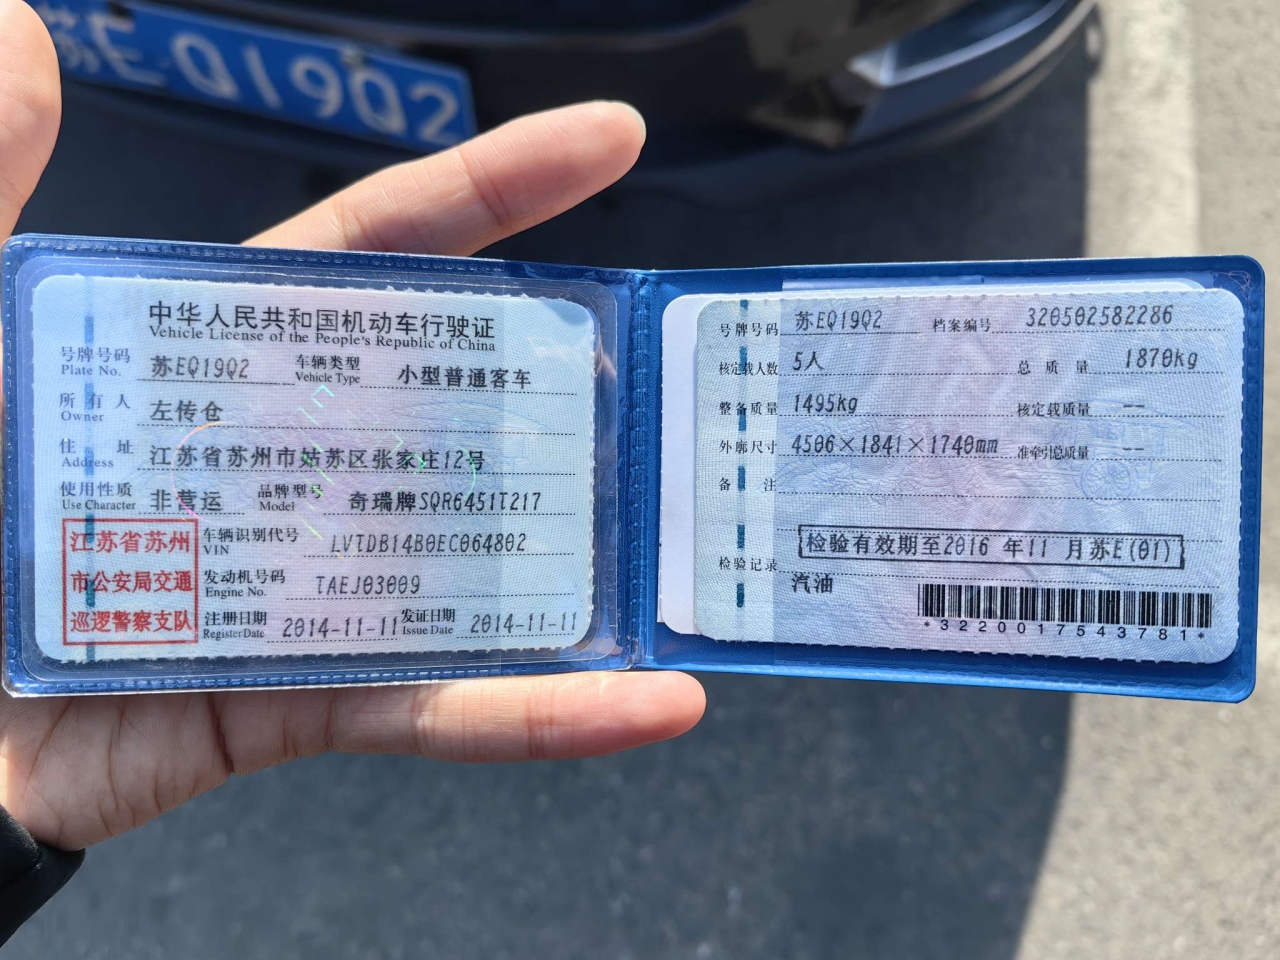 苏E·Q19Q2
中华人民共和国机动车行驶证
Vehicle License of the People's Republic of China
号牌号码 苏EQ19Q2 车辆类型 小型普通客车
Plate No. Vehicle Type
所有人 左传仓
Owner
住址 江苏省苏州市姑苏区张家庄12号
Address
使用性质 非营运 品牌型号 奇瑞牌SQR6451T217
Use Character Model
江苏省苏州
市公安局交通
巡逻警察支队
车辆识别代号 LVTDB14B0EC064802
VIN
发动机号码 TAEJ03009
Engine No.
注册日期 2014-11-11 发证日期 2014-11-11
Register Date Issue Date
号牌号码 苏EQ19Q2 档案编号 320502582286
核定载人数 5人 总质量 1870kg
整备质量 1495kg 核定载质量 --
外廓尺寸 4506×1841×1740mm 准牵引总质量 --
备注
检验有效期至2016 年11 月苏E(01)
检验记录
汽油
*3220017543781*